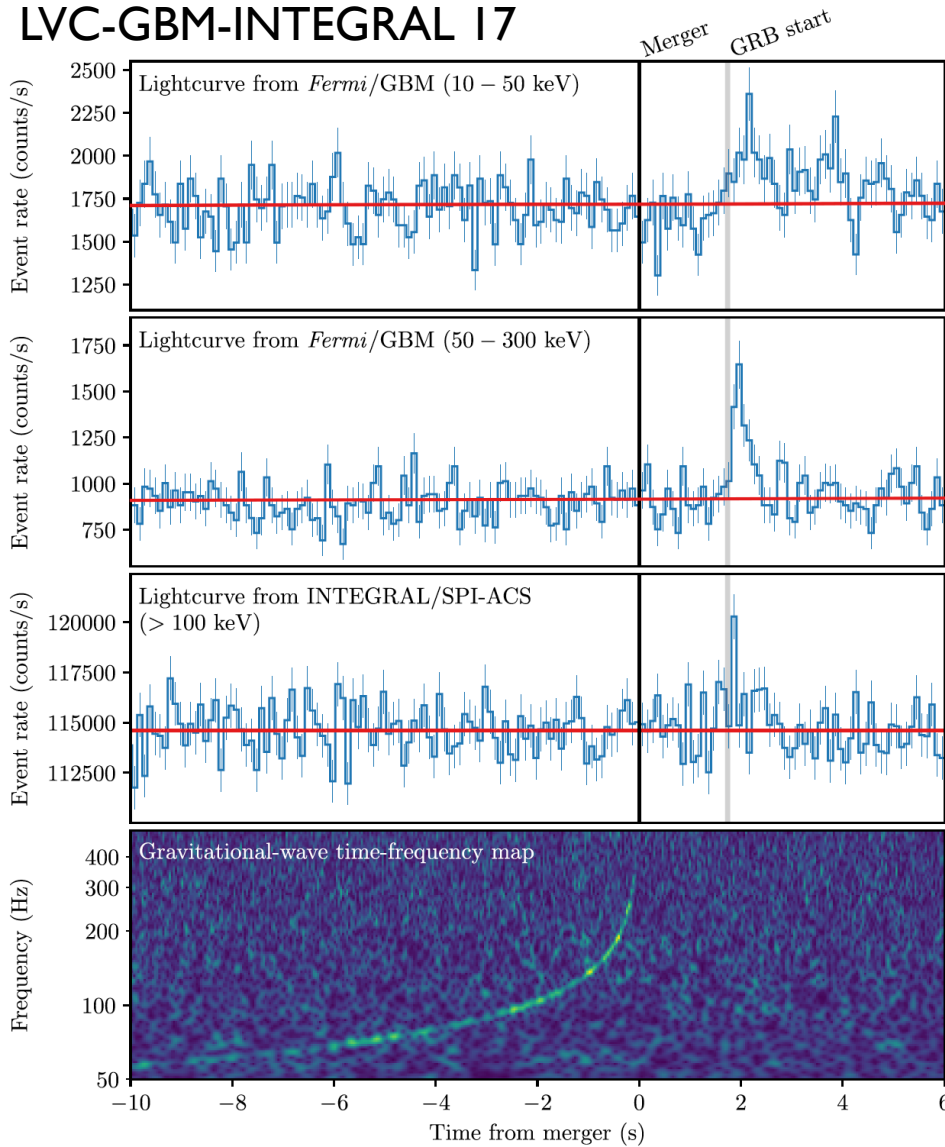 LVC-GBM-INTEGRAL 17
Merger
GRB start
Lightcurve from Fermi/GBM (10 – 50 keV)
Event rate (counts/s)
2500
2250
2000
1750
1500
1250
Lightcurve from Fermi/GBM (50 – 300 keV)
Event rate (counts/s)
1750
1500
1250
1000
750
Lightcurve from INTEGRAL/SPI-ACS
(> 100 keV)
Event rate (counts/s)
120000
117500
115000
112500
Gravitational-wave time-frequency map
Frequency (Hz)
400
300
200
100
50
−10 −8 −6 −4 −2 0 2 4 6
Time from merger (s)